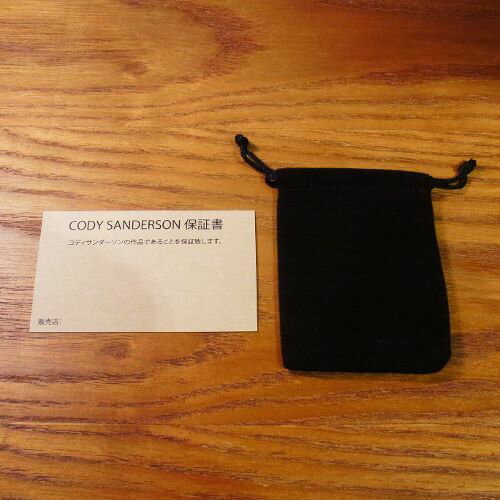 CODY SANDERSON 保証書
コディサンダーソンの作品であることを保証致します。
販売店: